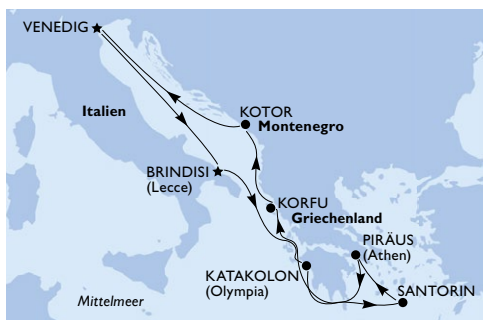 VENEDIG
Italien
KOTOR
Montenegro
BRINDISI
(Lecce)
KORFU
Griechenland
PIRÄUS
(Athen)
KATAKOLON
(Olympia)
SANTORIN
Mittelmeer